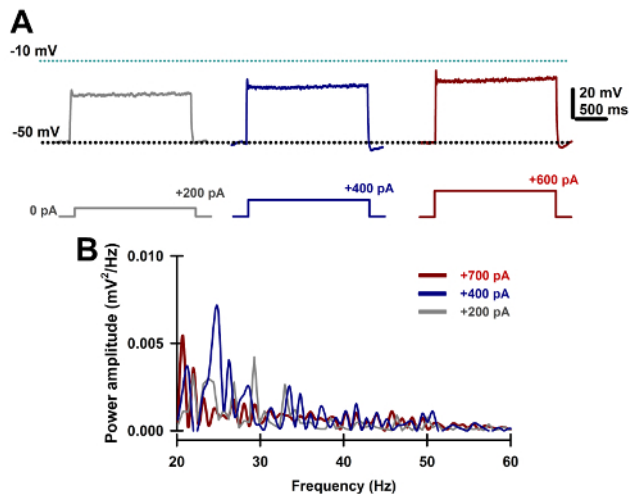 A
-10 mV
20 mV
500 ms
-50 mV
0 pA
+200 pA
+400 pA
+600 pA
B
Power amplitude (mV²/Hz)
0.010
0.005
0.000
+700 pA
+400 pA
+200 pA
20 30 40 50 60
Frequency (Hz)